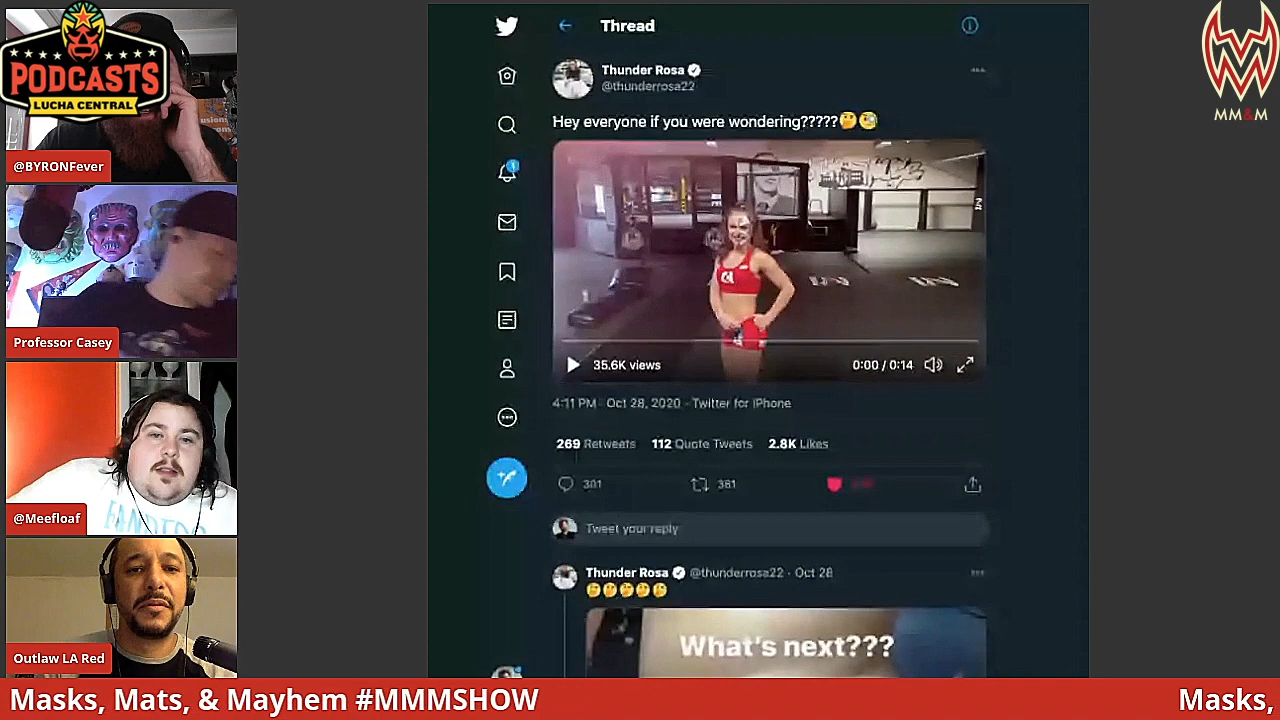 PODCASTS
LUCHA CENTRAL
@BYRONFever
Professor Casey
@Meefloaf
Outlaw LA Red
Thread
Thunder Rosa
@thunderrosa22
Hey everyone if you were wondering?????🤔🧐
35.6K views
0:00 / 0:14
4:11 PM · Oct 28, 2020 · Twitter for iPhone
269 Retweets 112 Quote Tweets 2.8K Likes
301 381
Tweet your reply
Thunder Rosa @thunderrosa22 · Oct 28
🤔🤔🤔🤔🤔
What's next???
MM&M
Masks, Mats, & Mayhem #MMMSHOW
Masks,